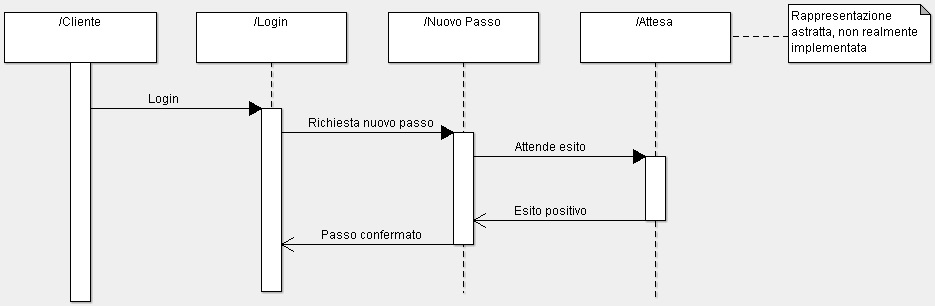 /Cliente
/Login
/Nuovo Passo
/Attesa
Rappresentazione
astratta, non realmente
implementata
Login
Richiesta nuovo passo
Attende esito
Esito positivo
Passo confermato